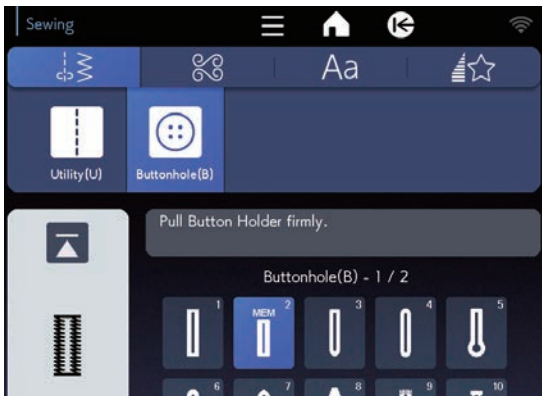 Sewing
Aa
Utility(U)
Buttonhole(B)
Pull Button Holder firmly.
Buttonhole(B) - 1 / 2
1
MEM 2
3
4
5
6
7
8
9
10